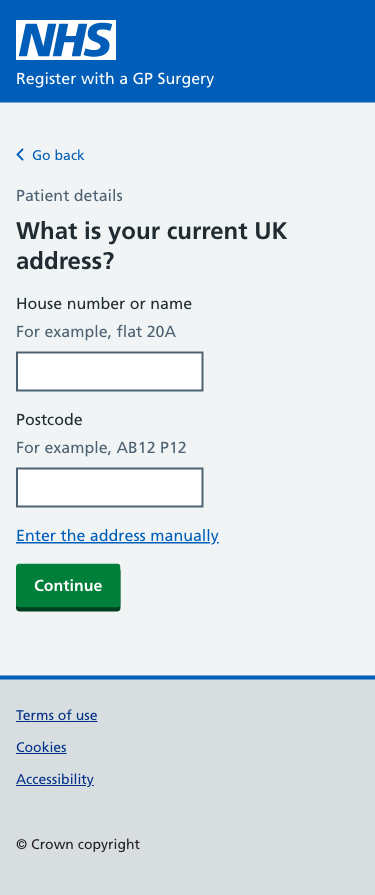 NHS
Register with a GP Surgery
Go back
Patient details
What is your current UK
address?
House number or name
For example, flat 20A
Postcode
For example, AB12 P12
Enter the address manually
Continue
Terms of use
Cookies
Accessibility
© Crown copyright